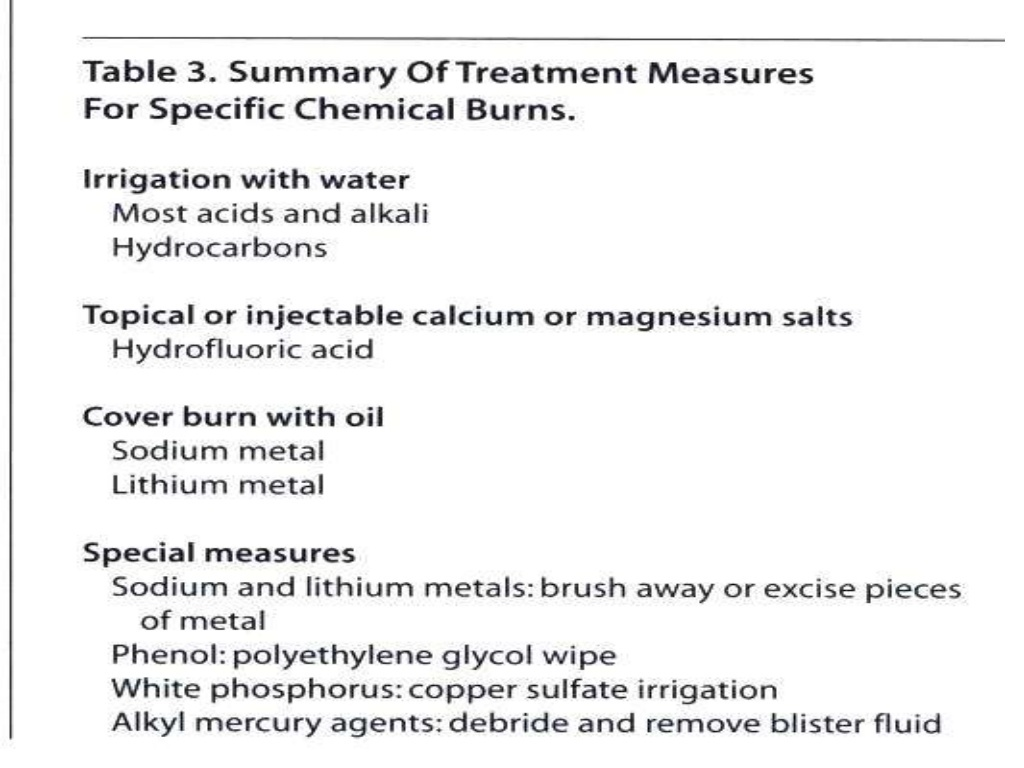 Table 3. Summary Of Treatment Measures
For Specific Chemical Burns.
Irrigation with water
Most acids and alkali
Hydrocarbons
Topical or injectable calcium or magnesium salts
Hydrofluoric acid
Cover burn with oil
Sodium metal
Lithium metal
Special measures
Sodium and lithium metals: brush away or excise pieces
of metal
Phenol: polyethylene glycol wipe
White phosphorus: copper sulfate irrigation
Alkyl mercury agents: debride and remove blister fluid